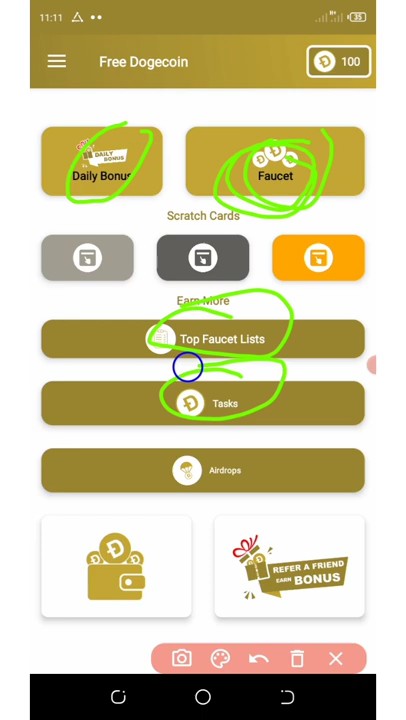 11:11
35
Free Dogecoin
100
DAILY
BONUS
Daily Bonus
Faucet
Scratch Cards
Earn More
Top Faucet Lists
Tasks
Airdrops
REFER A FRIEND
EARN BONUS